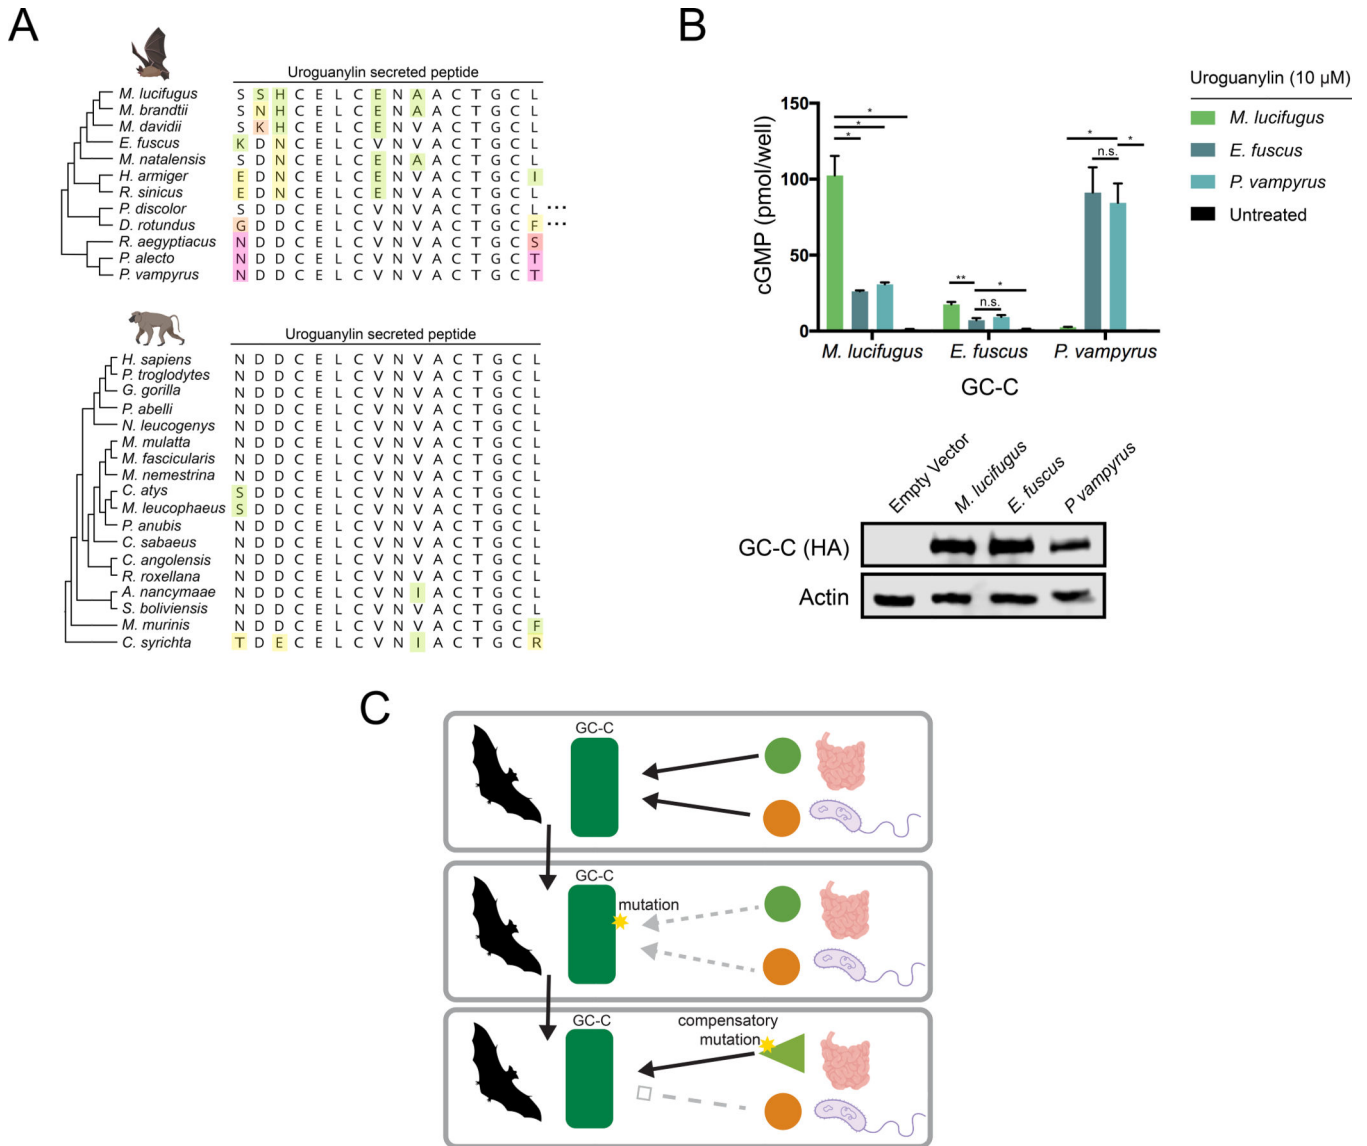 A
Uroguanylin secreted peptide
M. lucifugus S S H C E L C E N A A C T G C L
M. brandtii S N H C E L C E N A A C T G C L
M. davidii S K H C E L C E N V A C T G C L
E. fuscus K D N C E L C V N V A C T G C L
M. natalensis S D N C E L C E N A A C T G C L
H. armiger E D N C E L C E N V A C T G C I
R. sinicus E D N C E L C E N V A C T G C L
P. discolor S D D C E L C V N V A C T G C L ...
D. rotundus G D D C E L C V N V A C T G C F ...
R. aegyptiacus N D D C E L C V N V A C T G C S
P. alecto N D D C E L C V N V A C T G C T
P. vampyrus N D D C E L C V N V A C T G C T
Uroguanylin secreted peptide
H. sapiens N D D C E L C V N V A C T G C L
P. troglodytes N D D C E L C V N V A C T G C L
G. gorilla N D D C E L C V N V A C T G C L
P. abelli N D D C E L C V N V A C T G C L
N. leucogenys N D D C E L C V N V A C T G C L
M. mulatta N D D C E L C V N V A C T G C L
M. fascicularis N D D C E L C V N V A C T G C L
M. nemestrina N D D C E L C V N V A C T G C L
C. atys S D D C E L C V N V A C T G C L
M. leucophaeus S D D C E L C V N V A C T G C L
P. anubis N D D C E L C V N V A C T G C L
C. sabaeus N D D C E L C V N V A C T G C L
C. angolensis N D D C E L C V N V A C T G C L
R. roxellana N D D C E L C V N V A C T G C L
A. nancymaae N D D C E L C V N I A C T G C L
S. boliviensis N D D C E L C V N V A C T G C L
M. murinis N D D C E L C V N V A C T G C F
C. syrichta T D E C E L C V N I A C T G C R
B
Uroguanylin (10 μM)
M. lucifugus
E. fuscus
P. vampyrus
Untreated
cGMP (pmol/well)
150
100
50
0
*
* *
** *
n.s.
* *
n.s.
M. lucifugus E. fuscus P. vampyrus
GC-C
Empty Vector M. lucifugus E. fuscus P vampyrus
GC-C (HA)
Actin
C
GC-C
GC-C
mutation
GC-C
compensatory
mutation